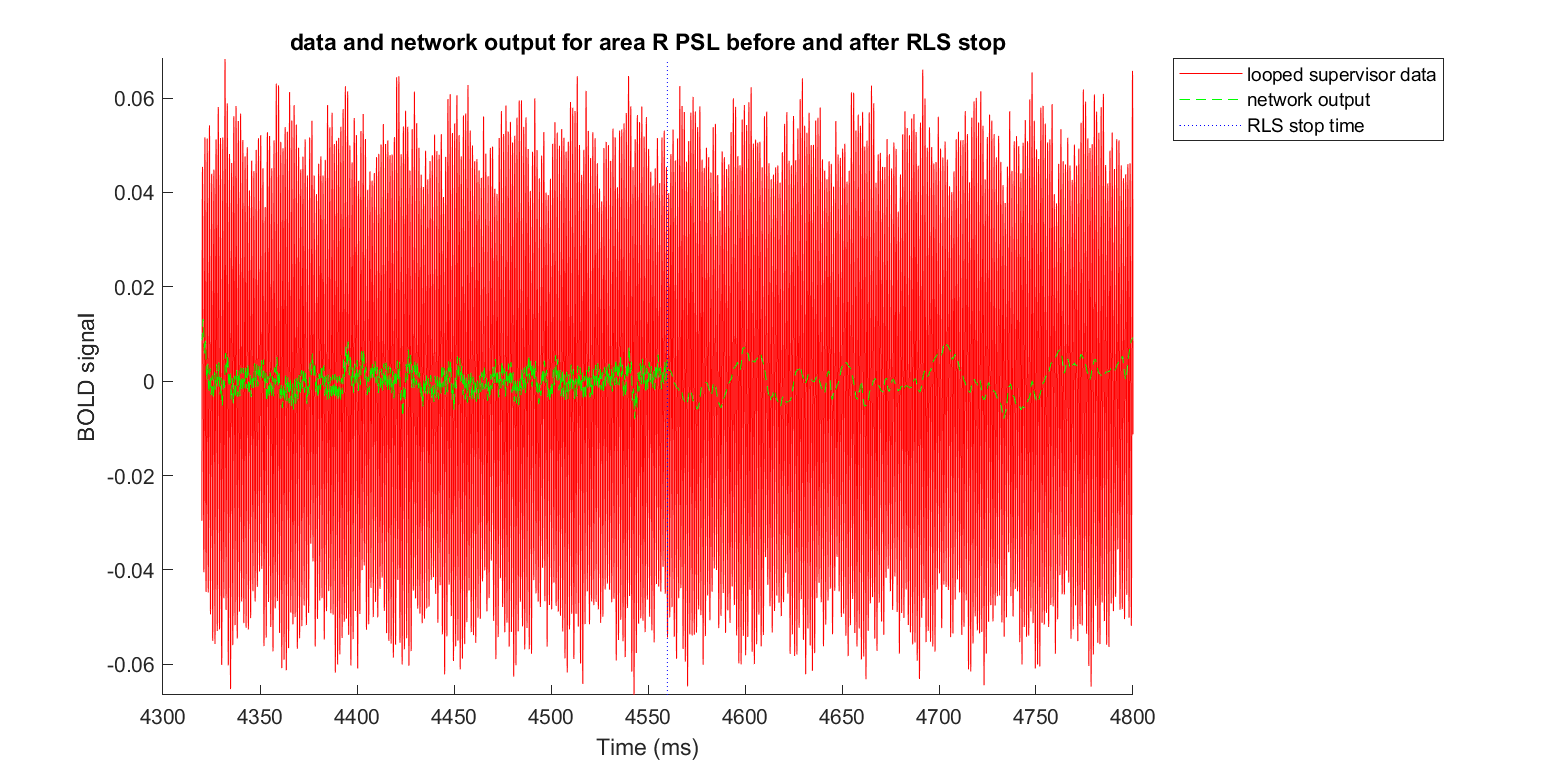 data and network output for area R PSL before and after RLS stop
looped supervisor data
network output
RLS stop time
BOLD signal
0.06
0.04
0.02
0
-0.02
-0.04
-0.06
4300 4350 4400 4450 4500 4550 4600 4650 4700 4750 4800
Time (ms)